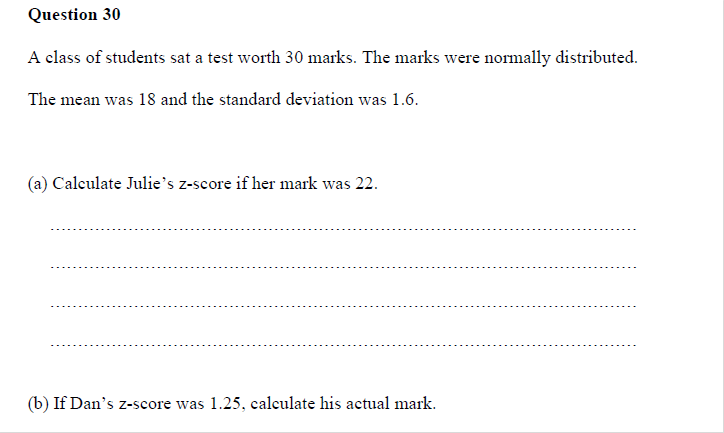 Question 30
A class of students sat a test worth 30 marks. The marks were normally distributed.
The mean was 18 and the standard deviation was 1.6.
(a) Calculate Julie’s z-score if her mark was 22.
(b) If Dan’s z-score was 1.25, calculate his actual mark.